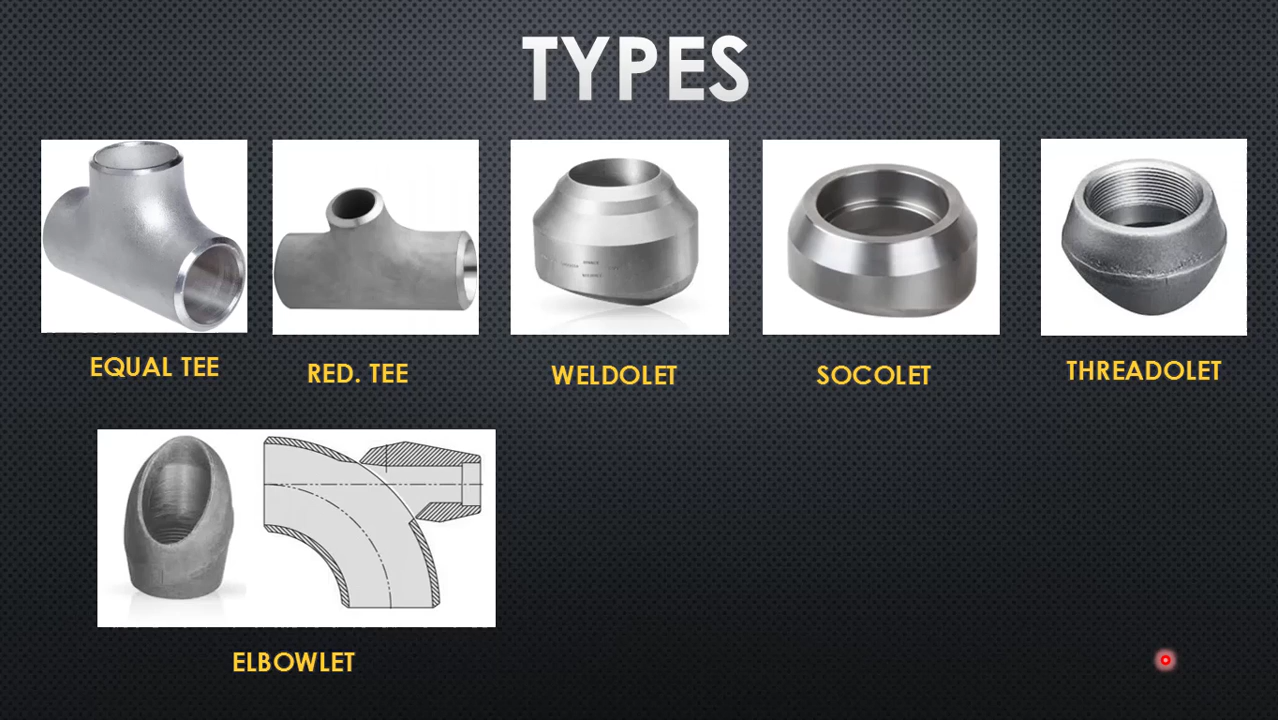 TYPES
EQUAL TEE
RED. TEE
WELDOLET
SOCOLET
THREADOLET
ELBOWLET